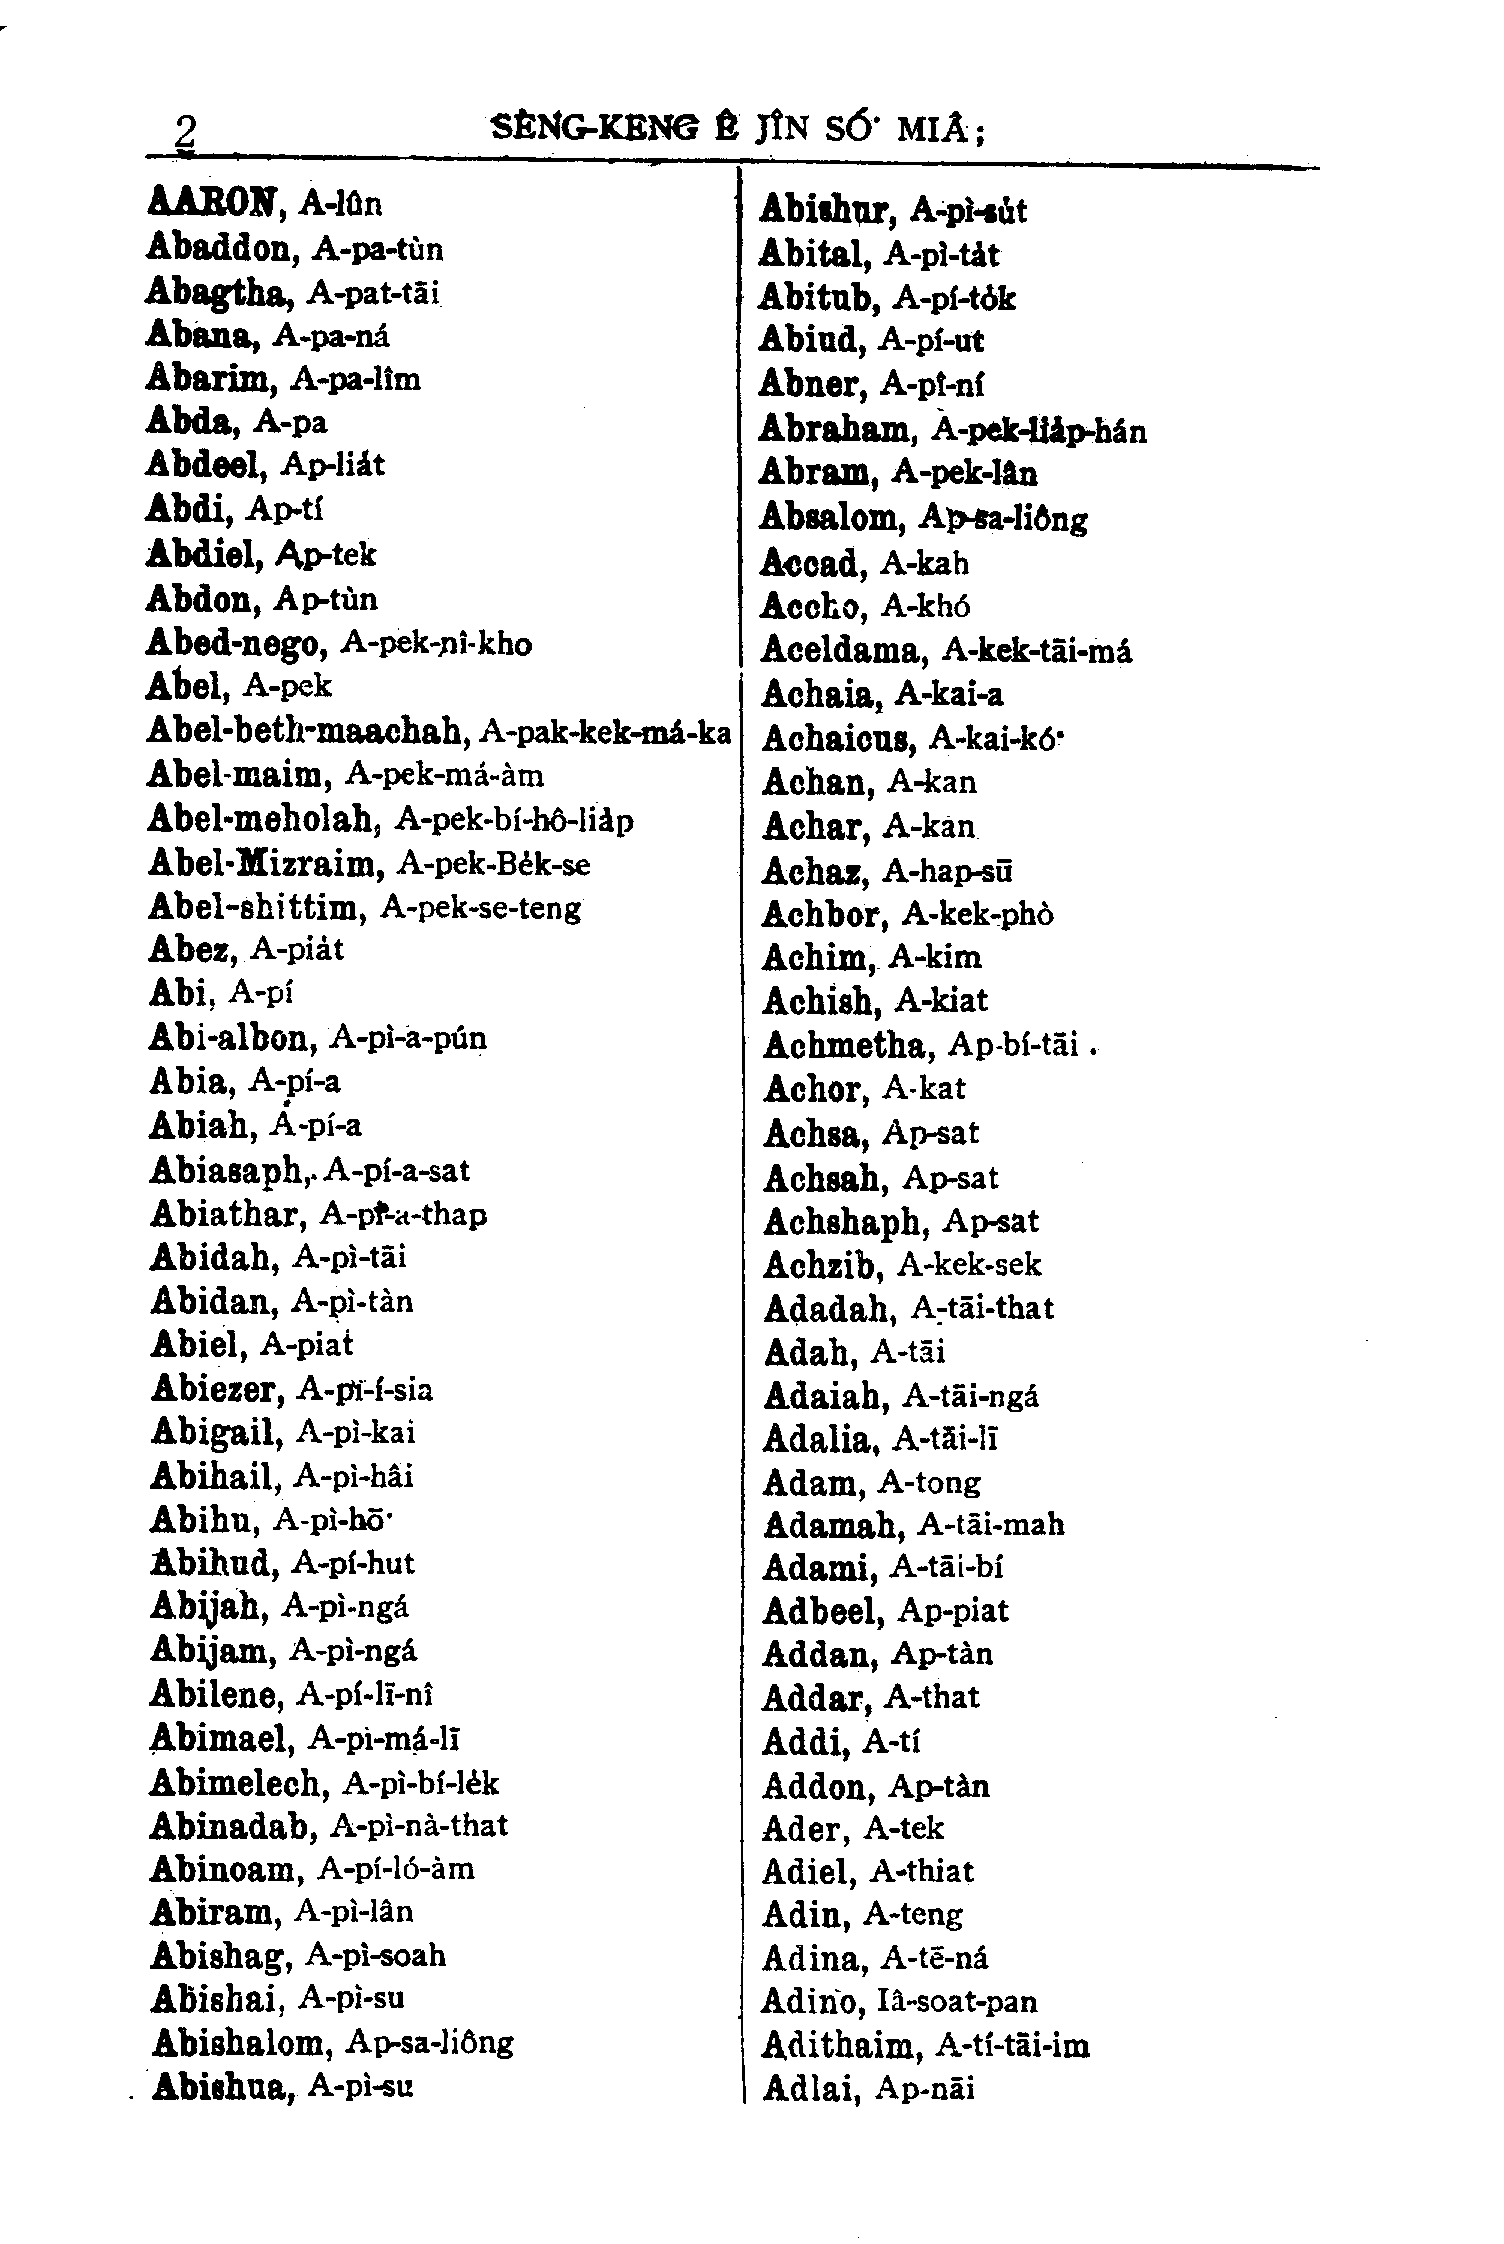 2
SÈNG-KENG Ê JÎN SÓ͘ MIÂ;
AARON, A-lûn
Abaddon, A-pa-tùn
Abagtha, A-pat-tāi
Abana, A-pa-ná
Abarim, A-pa-lîm
Abda, A-pa
Abdeel, Ap-lia̍t
Abdi, Ap-tí
Abdiel, Ap-tek
Abdon, Ap-tùn
Abed-nego, A-pek-nî-kho
Abel, A-pek
Abel-beth-maachah, A-pak-kek-má-ka
Abel-maim, A-pek-má-àm
Abel-meholah, A-pek-bí-hô-lia̍p
Abel-Mizraim, A-pek-Be̍k-se
Abel-shittim, A-pek-se-teng
Abez, A-pia̍t
Abi, A-pí
Abi-albon, A-pì-a-pún
Abia, A-pí-a
Abiah, A-pí-a
Abiasaph, A-pí-a-sat
Abiathar, A-pí-a-thap
Abidah, A-pì-tāi
Abidan, A-pì-tàn
Abiel, A-piat
Abiezer, A-pī-í-sia
Abigail, A-pì-kai
Abihail, A-pì-hâi
Abihu, A-pì-hō͘
Abihud, A-pí-hut
Abijah, A-pì-ngá
Abijam, A-pì-ngá
Abilene, A-pí-lī-nî
Abimael, A-pì-má-lī
Abimelech, A-pì-bí-le̍k
Abinadab, A-pì-nà-that
Abinoam, A-pí-ló-àm
Abiram, A-pì-lân
Abishag, A-pì-soah
Abishai, A-pì-su
Abishalom, Ap-sa-liông
Abishua, A-pì-su
Abishur, A-pì-su̍t
Abital, A-pì-ta̍t
Abitub, A-pí-to̍k
Abiud, A-pí-ut
Abner, A-pî-ní
Abraham, A-pek-lia̍p-hán
Abram, A-pek-lân
Absalom, Ap-sa-liông
Accad, A-kah
Accho, A-khó
Aceldama, A-kek-tāi-má
Achaia, A-kai-a
Achaicus, A-kai-kó͘
Achan, A-kan
Achar, A-kan
Achaz, A-hap-sū
Achbor, A-kek-phò
Achim, A-kim
Achish, A-kiat
Achmetha, Ap-bí-tāi
Achor, A-kat
Achsa, Ap-sat
Achsah, Ap-sat
Achshaph, Ap-sat
Achzib, A-kek-sek
Adadah, A-tāi-that
Adah, A-tāi
Adaiah, A-tāi-ngá
Adalia, A-tāi-lī
Adam, A-tong
Adamah, A-tāi-mah
Adami, A-tāi-bí
Adbeel, Ap-piat
Addan, Ap-tàn
Addar, A-that
Addi, A-tí
Addon, Ap-tàn
Ader, A-tek
Adiel, A-thiat
Adin, A-teng
Adina, A-tē-ná
Adino, Iâ-soat-pan
Adithaim, A-tí-tāi-im
Adlai, Ap-nāi